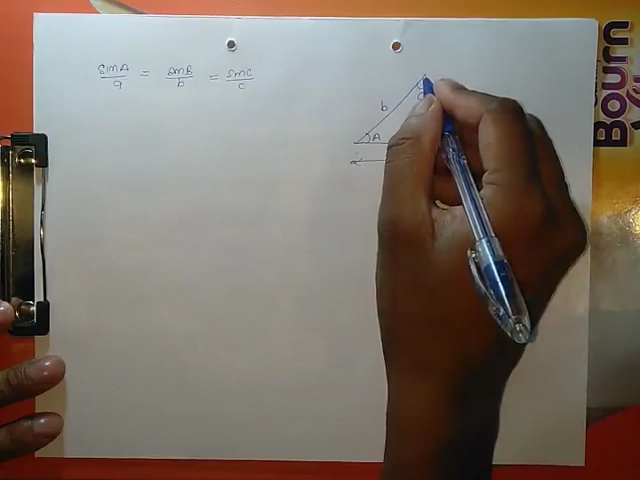 sinA/a = sinB/b = sinC/c
b
A
Bourn